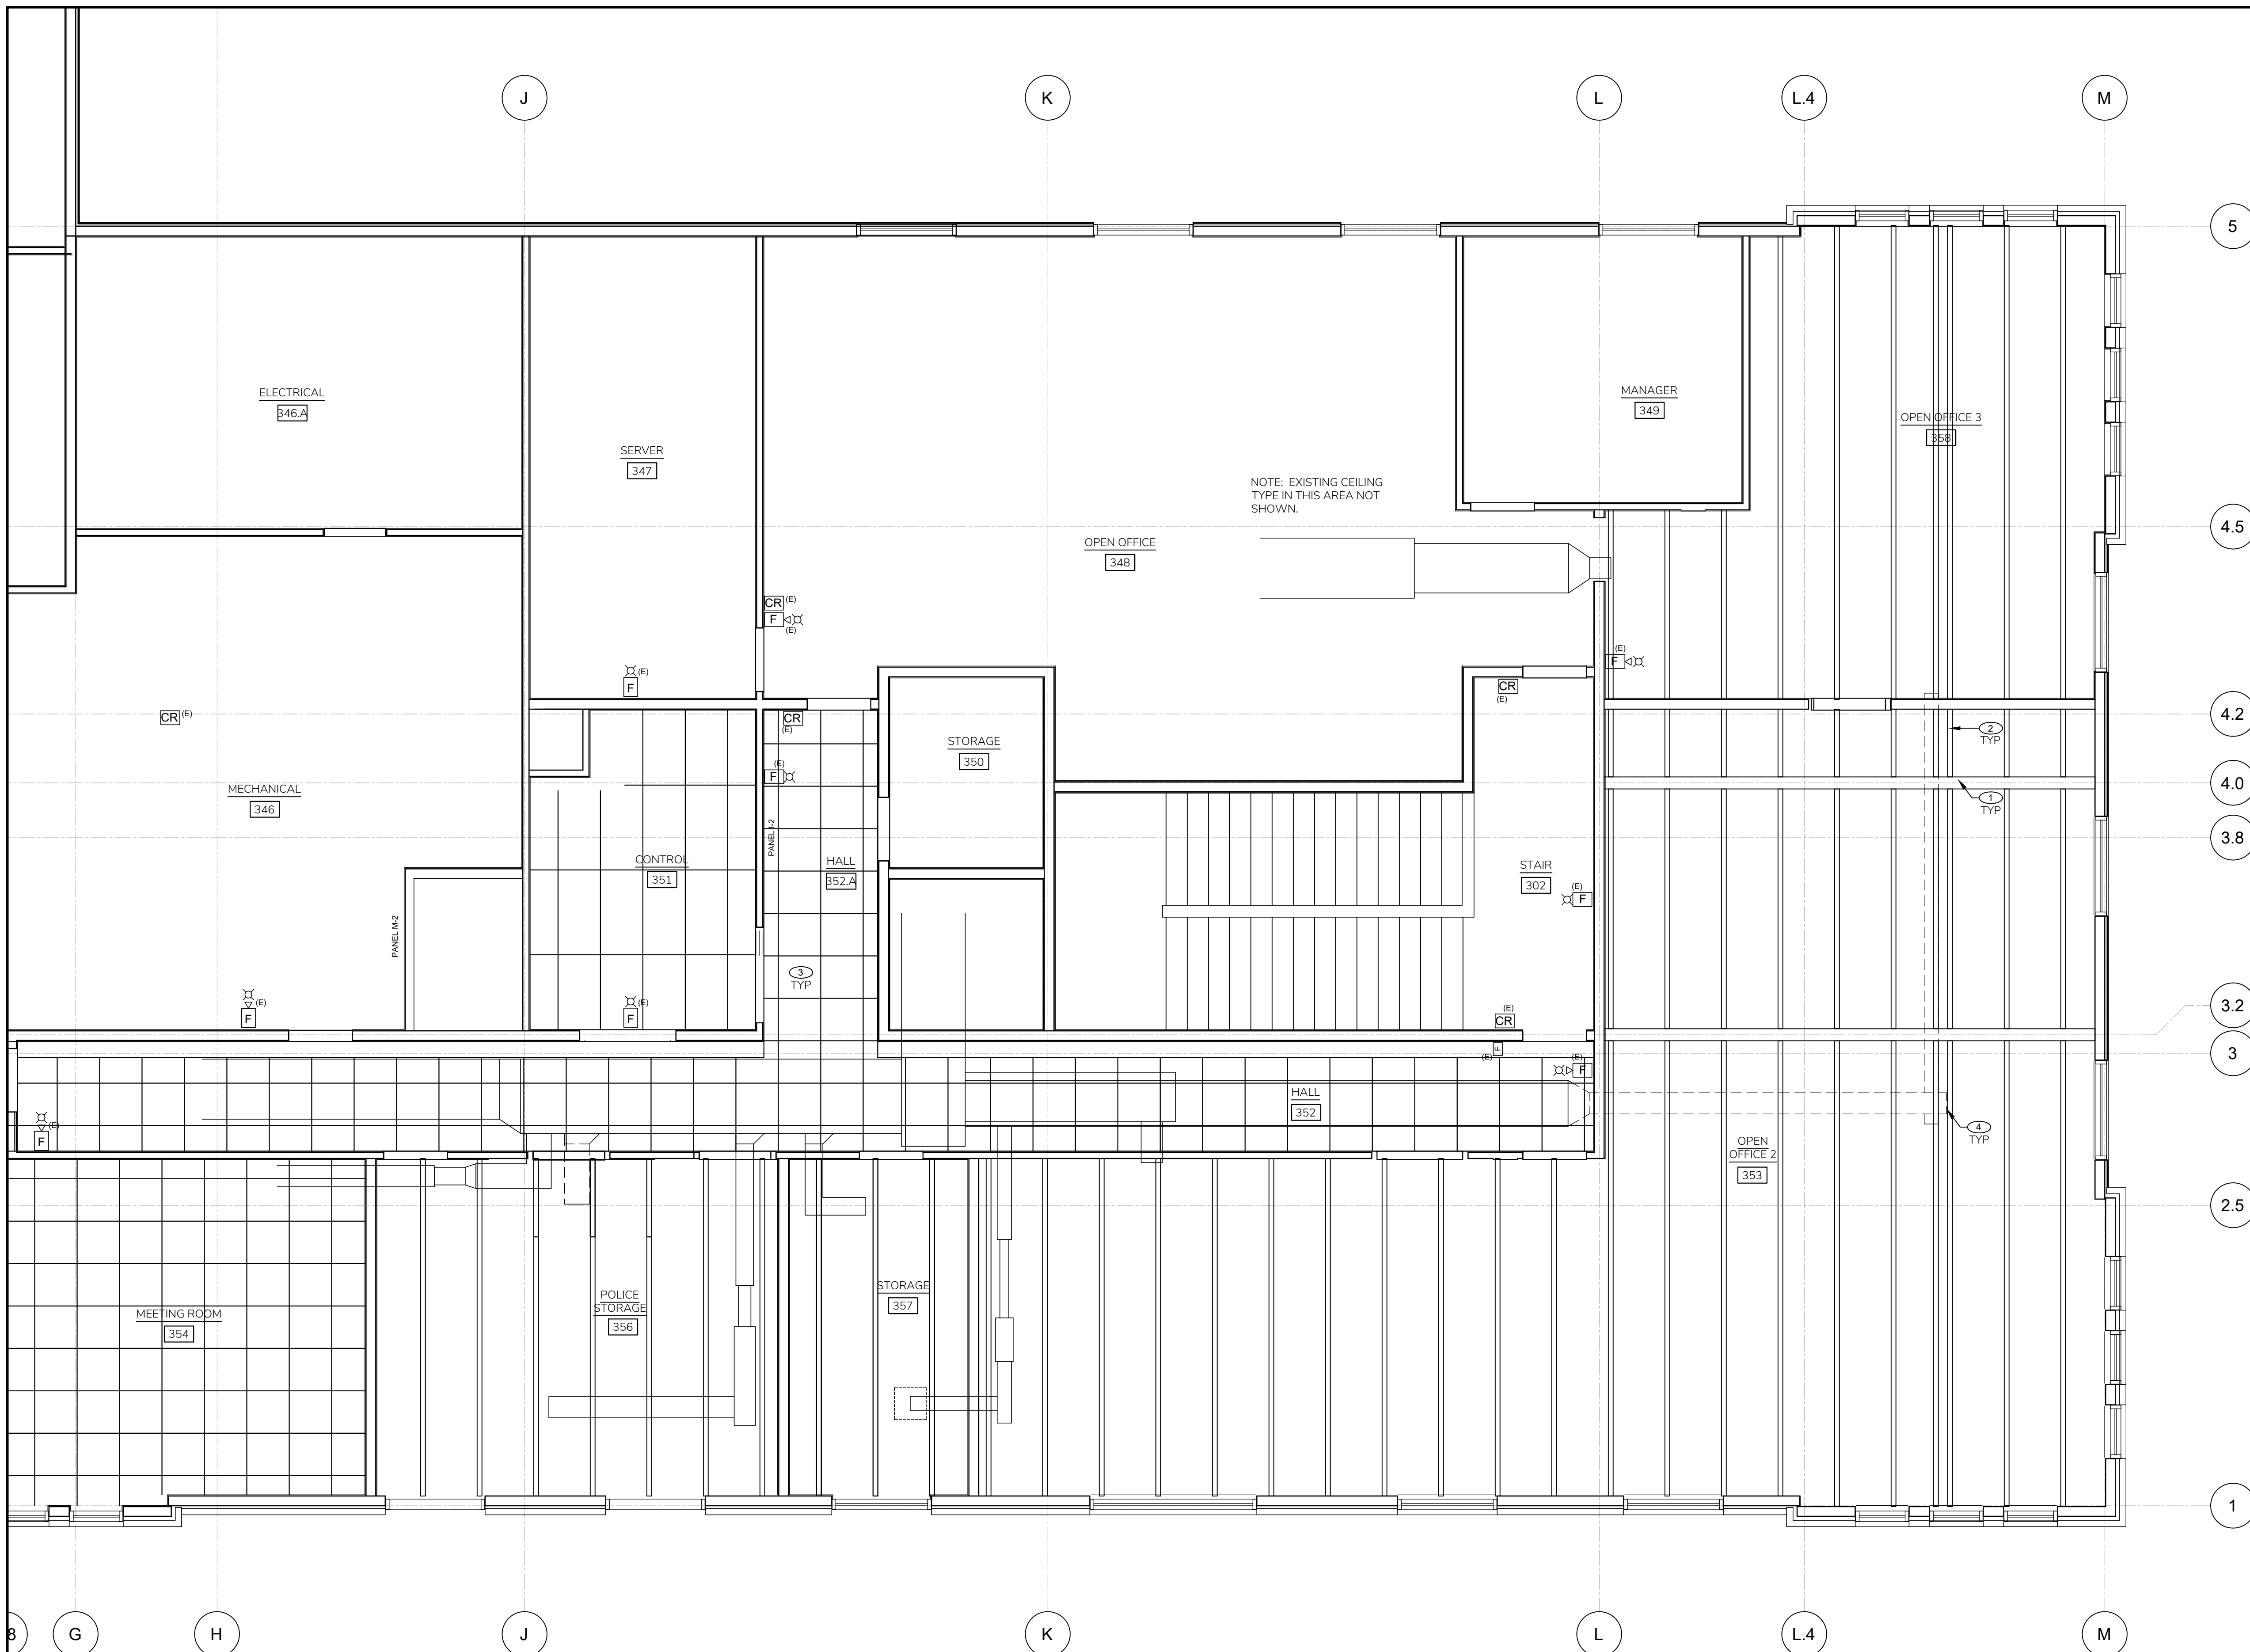 J
K
L
L.4
M
5
ELECTRICAL
346.A
MANAGER
349
OPEN OFFICE 3
358
SERVER
347
NOTE: EXISTING CEILING
TYPE IN THIS AREA NOT
SHOWN.
4.5
OPEN OFFICE
348
CR (E)
F
(E)
(E)
F
(E)
F
CR
(E)
CR (E)
CR
(E)
4.2
2
TYP
STORAGE
350
(E)
F
4.0
MECHANICAL
346
1
TYP
PANEL
3.8
CONTROL
351
HALL
352.A
STAIR
302
(E)
F
PANEL M-2
3
TYP
(E)
F
(E)
F
(E)
CR
3.2
(E)
F
(E)
F
3
HALL
352
(E)
F
4
TYP
OPEN
OFFICE 2
353
2.5
MEETING ROOM
354
POLICE
STORAGE
356
STORAGE
357
1
8
G
H
J
K
L
L.4
M